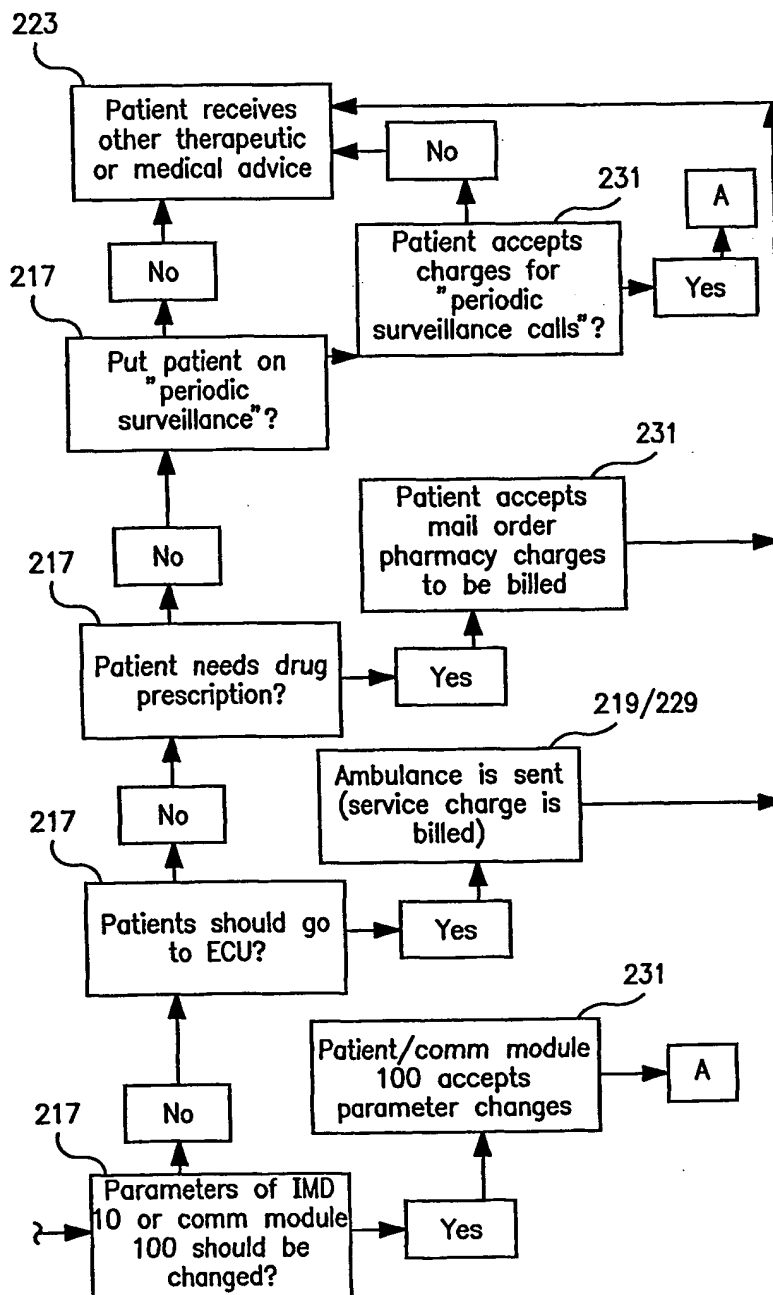 223
Patient receives
other therapeutic
or medical advice
No
231
A
Patient accepts
charges for
"periodic
surveillance calls"?
Yes
No
217
Put patient on
"periodic
surveillance"?
231
Patient accepts
mail order
pharmacy charges
to be billed
No
217
Patient needs drug
prescription?
Yes
219/229
Ambulance is sent
(service charge is
billed)
No
217
Patients should go
to ECU?
Yes
231
Patient/comm module
100 accepts
parameter changes
A
No
217
Parameters of IMD
10 or comm module
100 should be
changed?
Yes